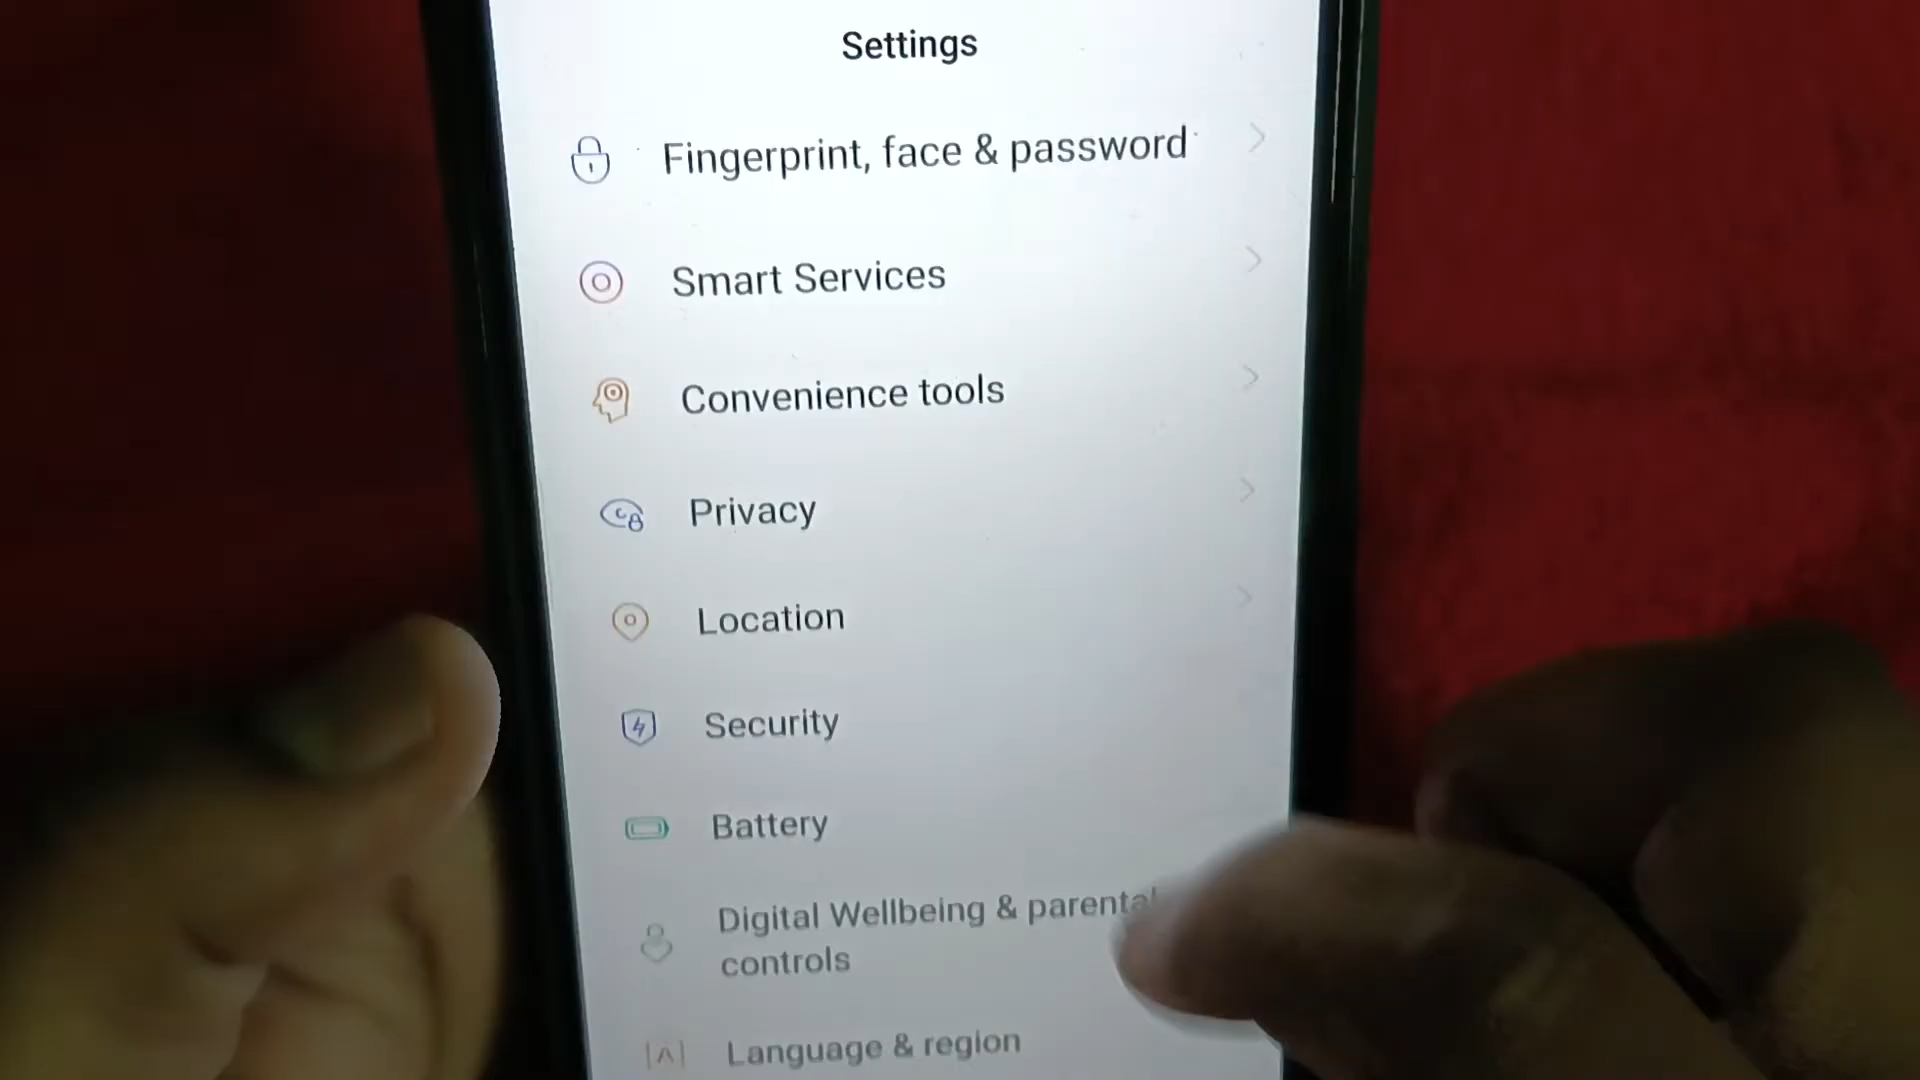 Settings
Fingerprint, face & password
Smart Services
Convenience tools
Privacy
Location
Security
Battery
Digital Wellbeing & parental
controls
Language & region